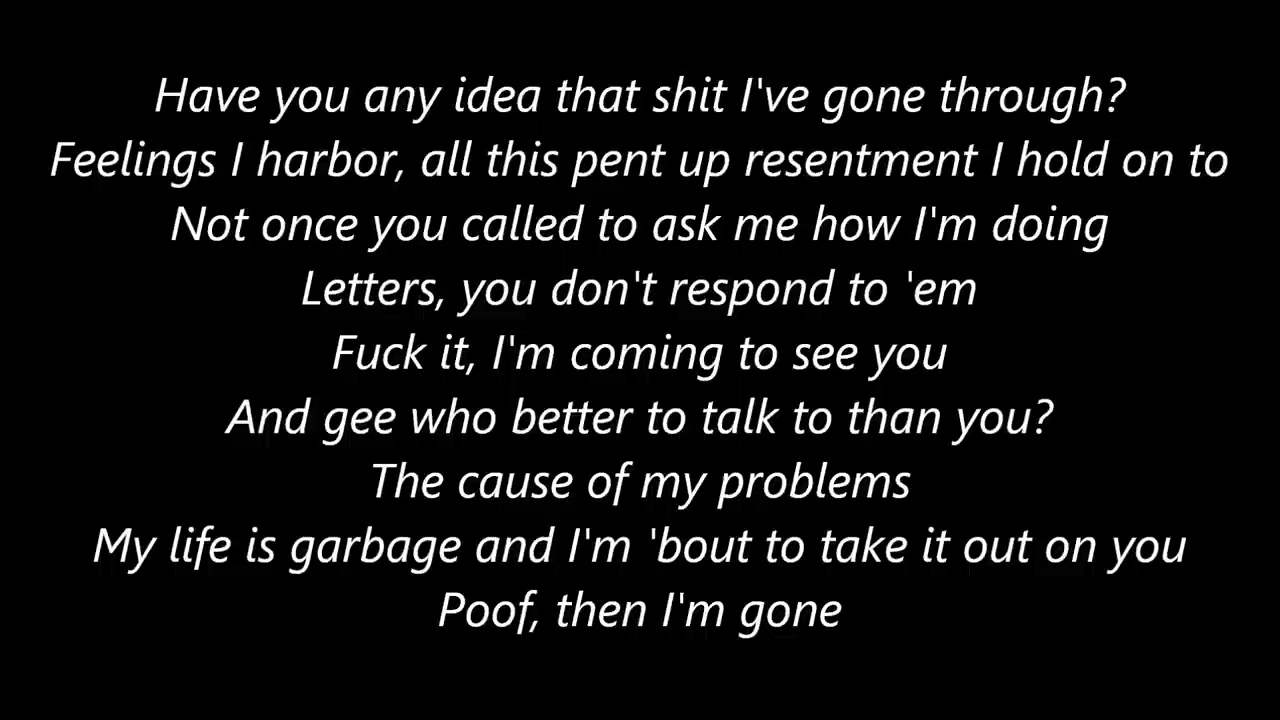 Have you any idea that shit I've gone through?
Feelings I harbor, all this pent up resentment I hold on to
Not once you called to ask me how I'm doing
Letters, you don't respond to 'em
Fuck it, I'm coming to see you
And gee who better to talk to than you?
The cause of my problems
My life is garbage and I'm 'bout to take it out on you
Poof, then I'm gone